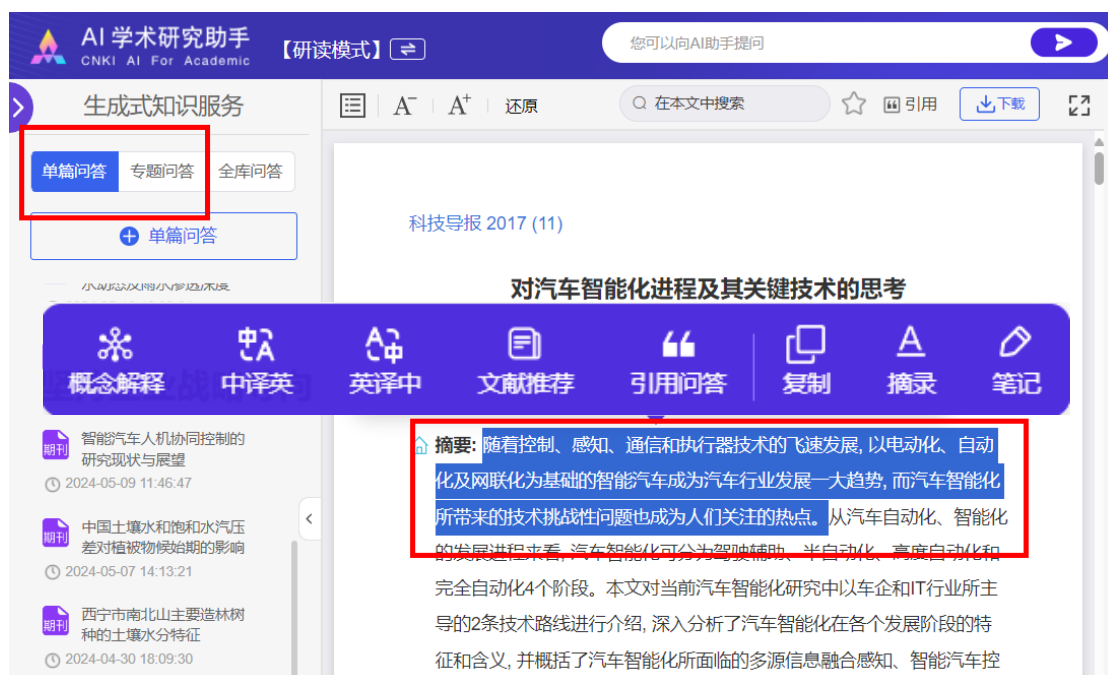 AI 学术研究助手
CNKI AI For Academic
【研读模式】
您可以向AI助手提问
生成式知识服务
A⁻ A⁺ 还原
在本文中搜索
引用
下载
单篇问答 专题问答 全库问答
单篇问答
科技导报 2017 (11)
水动态及雨水渗透深度
对汽车智能化进程及其关键技术的思考
概念解释 中译英 英译中 文献推荐 引用问答 复制 摘录 笔记
期刊
智能汽车人机协同控制的
研究现状与展望
2024-05-09 11:46:47
期刊
中国土壤水和饱和水汽压
差对植被物候始期的影响
2024-05-07 14:13:21
期刊
西宁市南北山主要造林树
种的土壤水分特征
2024-04-30 18:09:30
摘要: 随着控制、感知、通信和执行器技术的飞速发展, 以电动化、自动
化及网联化为基础的智能汽车成为汽车行业发展一大趋势, 而汽车智能化
所带来的技术挑战性问题也成为人们关注的热点。从汽车自动化、智能化
的发展进程来看, 汽车智能化可分为驾驶辅助、半自动化、高度自动化和
完全自动化4个阶段。本文对当前汽车智能化研究中以车企和IT行业所主
导的2条技术路线进行介绍, 深入分析了汽车智能化在各个发展阶段的特
征和含义, 并概括了汽车智能化所面临的多源信息融合感知、智能汽车控